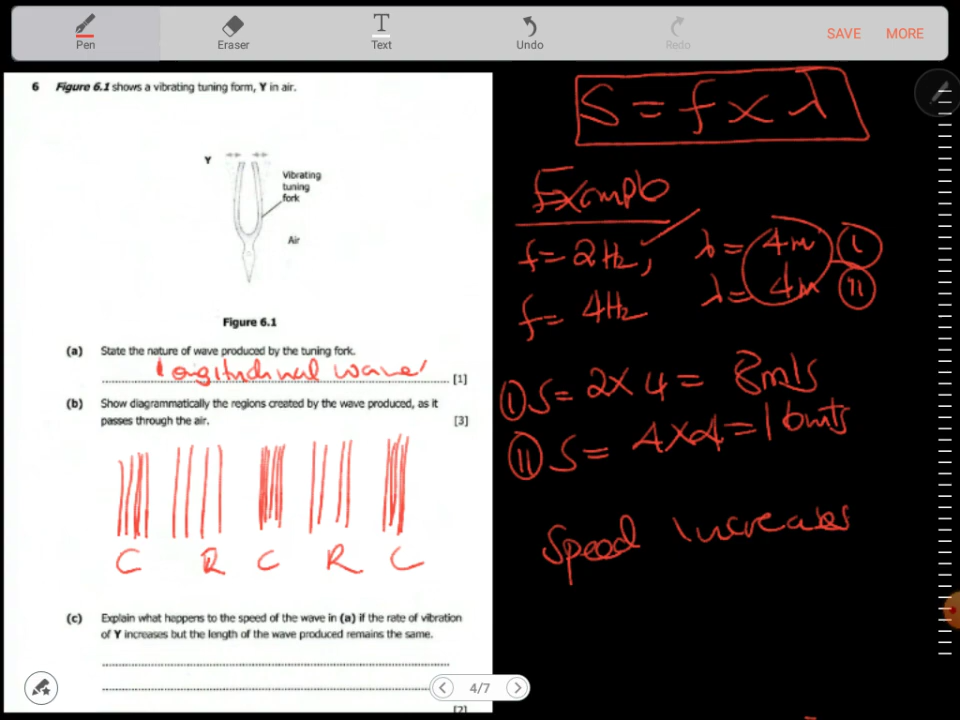 Pen
Eraser
T
Text
Undo
Redo
SAVE
MORE
6 Figure 6.1 shows a vibrating tuning form, Y in air.
Y
Vibrating
tuning
fork
Air
Figure 6.1
(a) State the nature of wave produced by the tuning fork.
longitudinal wave
[1]
(b) Show diagrammatically the regions created by the wave produced, as it
passes through the air. [3]
C R C R C
(c) Explain what happens to the speed of the wave in (a) if the rate of vibration
of Y increases but the length of the wave produced remains the same.
4/7
[2]
S = f x λ
Example
f = 2Hz, λ = 4m I
f = 4Hz λ = 4m II
I S = 2 x 4 = 8m/s
II S = 4 x 4 = 16m/s
Speed increases